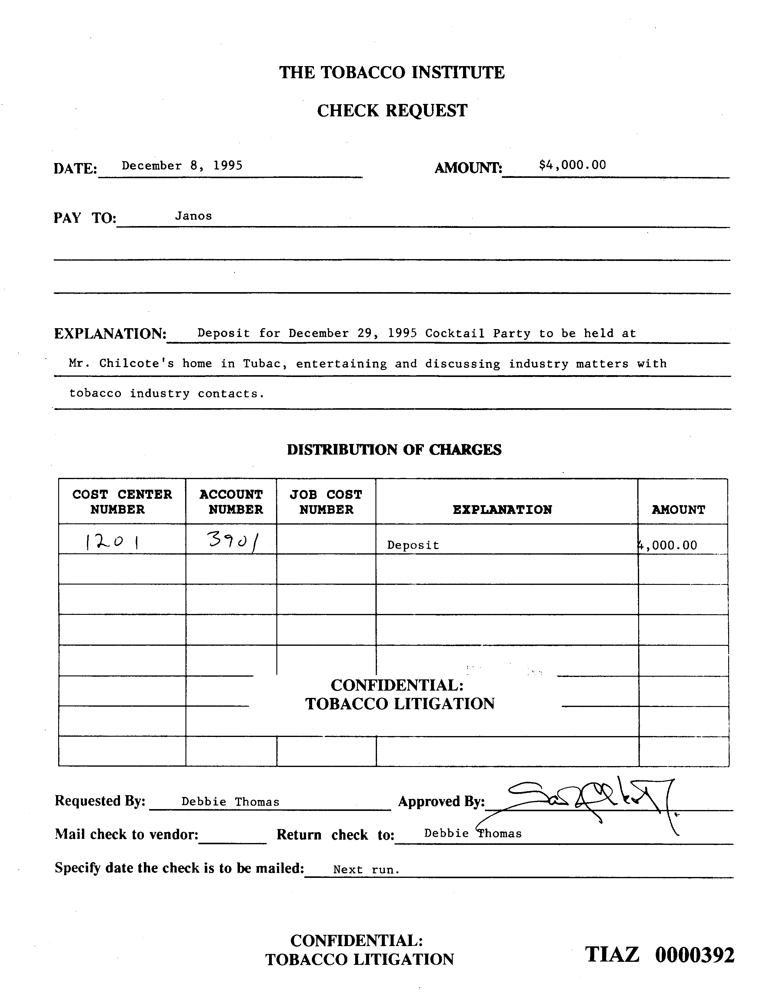 THE TOBACCO INSTITUTE
CHECK REQUEST
DATE: December 8, 1995 AMOUNT: $4,000.00
PAY TO: Janos
EXPLANATION: Deposit for December 29, 1995 Cocktail Party to be held at
Mr. Chilcote's home in Tubac, entertaining and discussing industry matters with
tobacco industry contacts.
DISTRIBUTION OF CHARGES
COST CENTER NUMBER ACCOUNT NUMBER JOB COST NUMBER EXPLANATION AMOUNT
1201 3901 Deposit 4,000.00
CONFIDENTIAL:
TOBACCO LITIGATION
Requested By: Debbie Thomas Approved By:
Mail check to vendor: Return check to: Debbie Thomas
Specify date the check is to be mailed: Next run.
CONFIDENTIAL:
TOBACCO LITIGATION
TIAZ 0000392